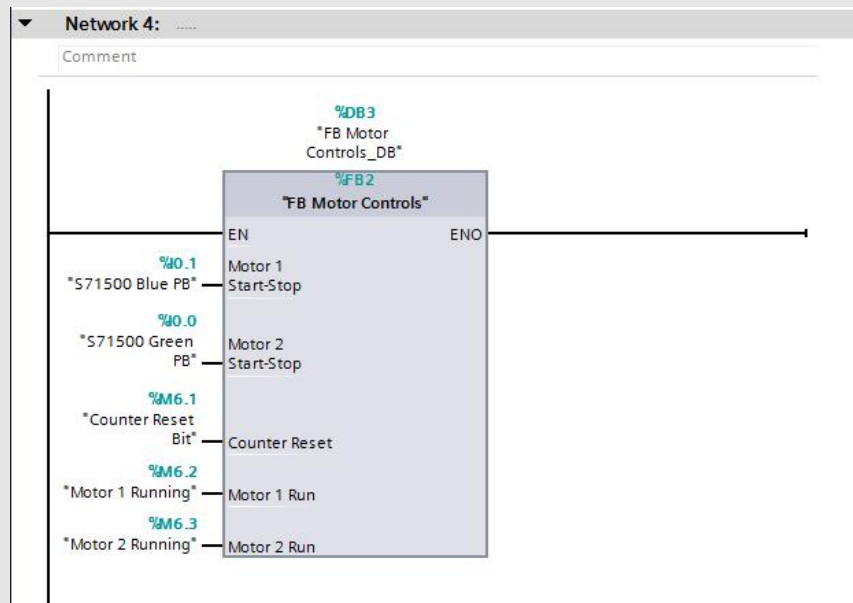 Network 4: .....
Comment
%DB3
"FB Motor
Controls_DB"
%FB2
"FB Motor Controls"
EN
ENO
%I0.1
"S71500 Blue PB"
Motor 1
Start-Stop
%I0.0
"S71500 Green
PB"
Motor 2
Start-Stop
%M6.1
"Counter Reset
Bit"
Counter Reset
%M6.2
"Motor 1 Running"
Motor 1 Run
%M6.3
"Motor 2 Running"
Motor 2 Run